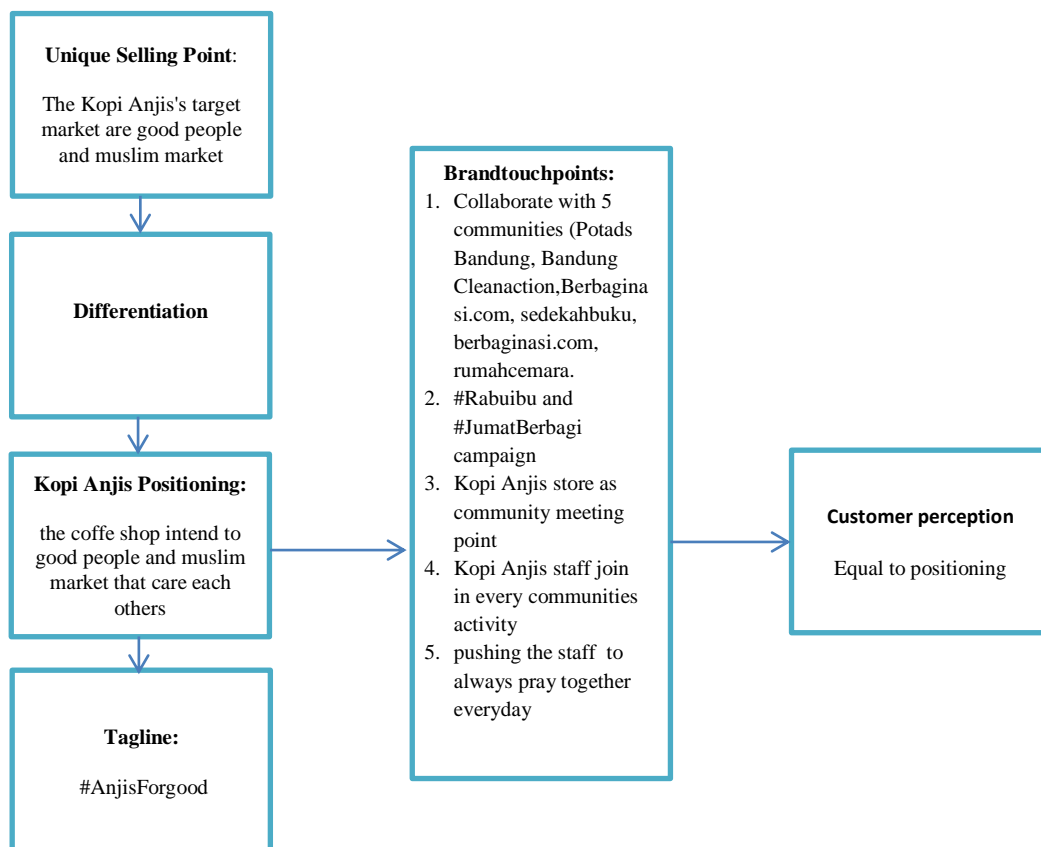 Unique Selling Point:
The Kopi Anjis's target
market are good people
and muslim market
Differentiation
Kopi Anjis Positioning:
the coffe shop intend to
good people and muslim
market that care each
others
Tagline:
#AnjisForgood
Brandtouchpoints:
1. Collaborate with 5
communities (Potads
Bandung, Bandung
Cleanaction,Berbagina
si.com, sedekahbuku,
berbaginasi.com,
rumahcemara.
2. #Rabuibu and
#JumatBerbagi
campaign
3. Kopi Anjis store as
community meeting
point
4. Kopi Anjis staff join
in every communities
activity
5. pushing the staff to
always pray together
everyday
Customer perception
Equal to positioning